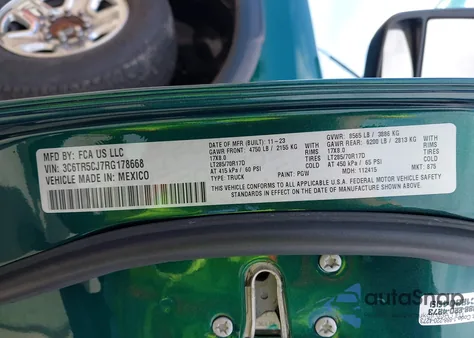 MFD BY: FCA US LLC
VIN: 3C6TR5CJ7RG178668
VEHICLE MADE IN: MEXICO
DATE OF MFR (BUILT): 11-23
GVWR: 8565 LB / 3886 KG
GAWR FRONT: 4750 LB / 2155 KG WITH
17X8.0 RIMS
LT285/70R17D TIRES
AT 415 kPa / 60 PSI COLD
GAWR REAR: 6200 LB / 2813 KG WITH
17X8.0 RIMS
LT285/70R17D TIRES
AT 450 kPa / 65 PSI COLD
TYPE: TRUCK PAINT: PGW MDH: 112415 MKT: 875
THIS VEHICLE CONFORMS TO ALL APPLICABLE U.S.A. FEDERAL MOTOR VEHICLE SAFETY
STANDARDS IN EFFECT ON THE DATE OF MANUFACTURE SHOWN ABOVE.
autoSnap